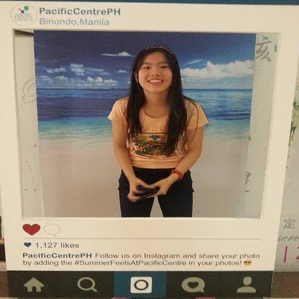 PacificCentrePH
Binondo,Manila
1,127 likes
PacificCentrePH Follow us on Instagram and share your photo
by adding the #SummerFeetsAtPacificCentre in your photos! 😎